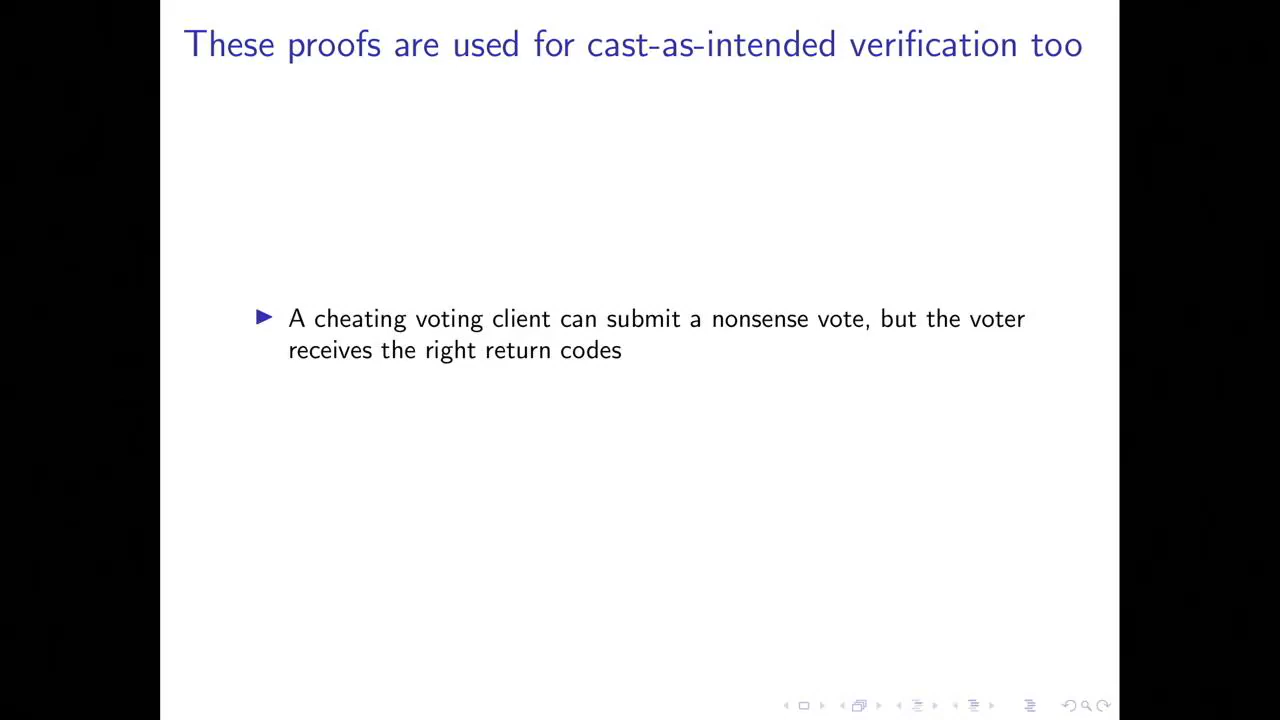 These proofs are used for cast-as-intended verification too
A cheating voting client can submit a nonsense vote, but the voter
receives the right return codes